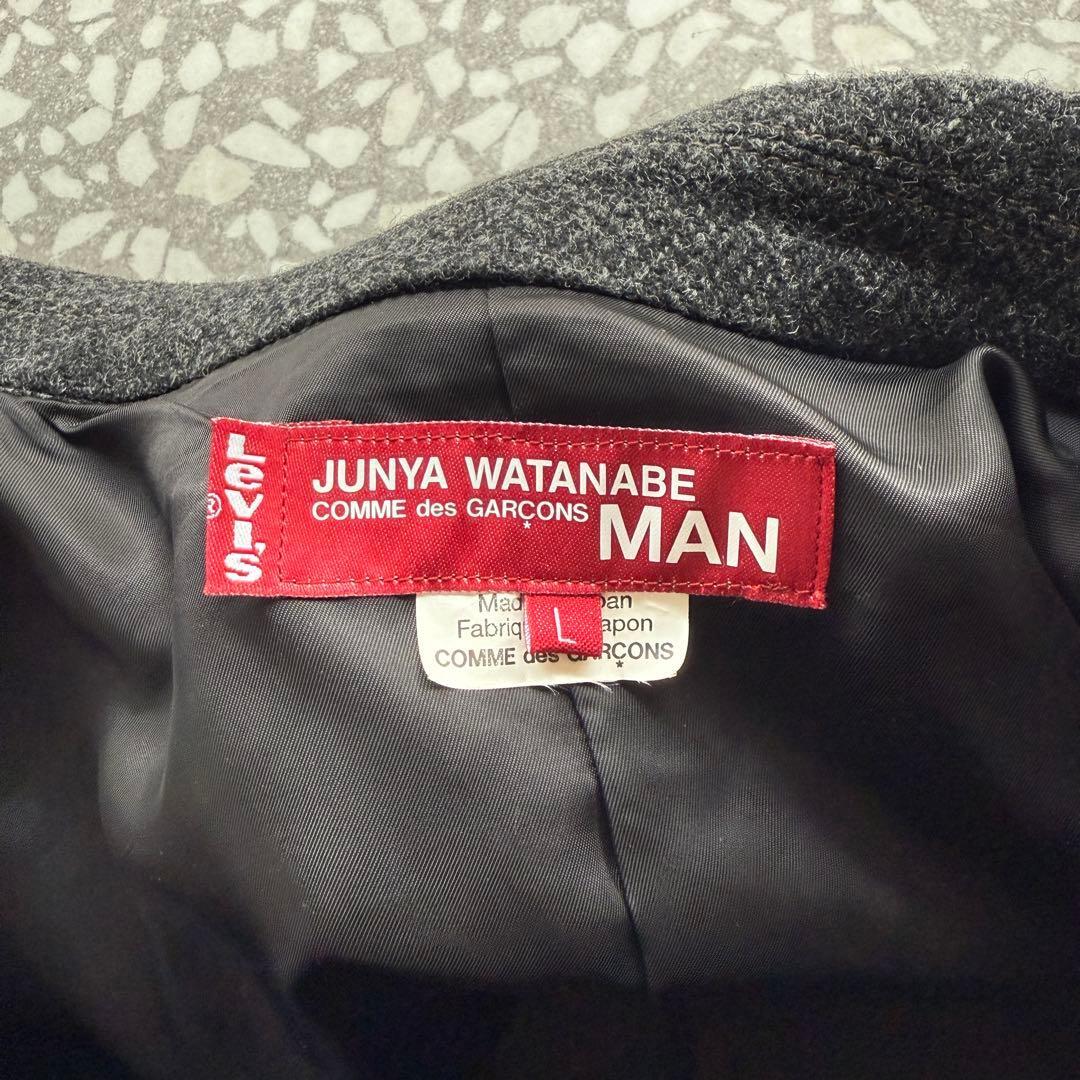 LEVI'S
®
JUNYA WATANABE
COMME des GARÇONS
MAN
L
COMME des GARÇONS